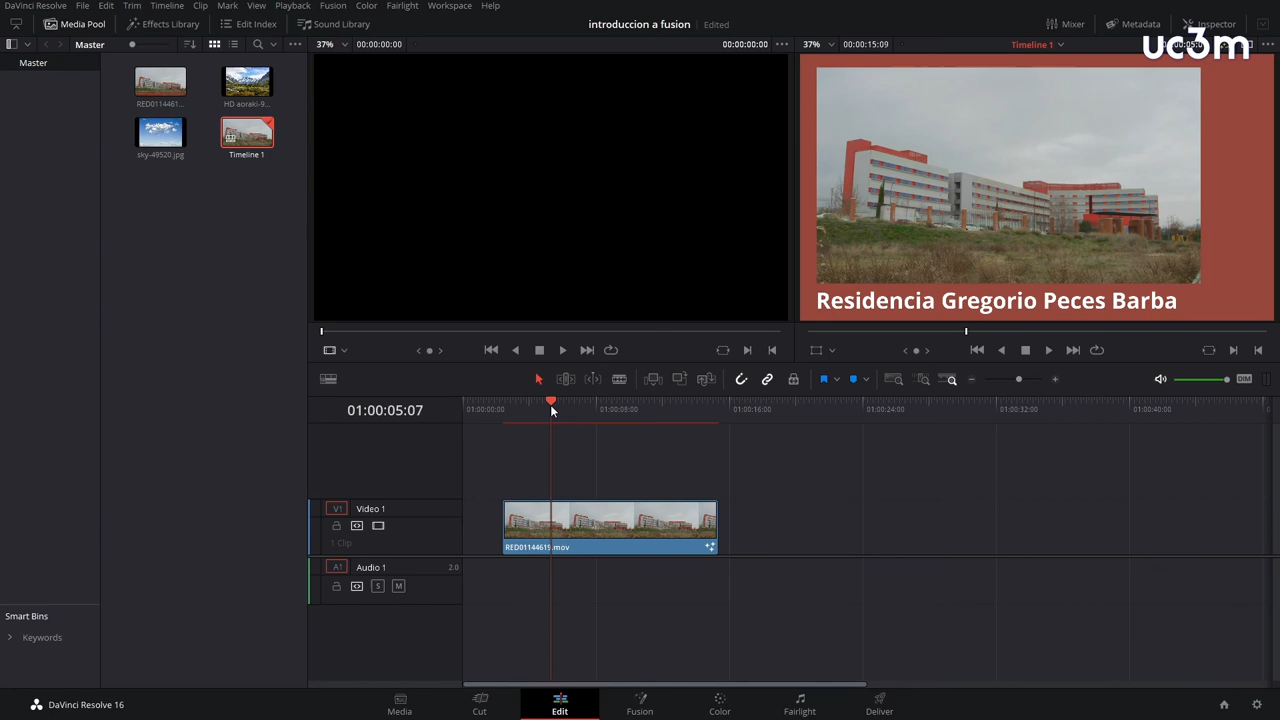 DaVinci Resolve File Edit Trim Timeline Clip Mark View Playback Fusion Color Fairlight Workspace Help
Media Pool Effects Library Edit Index Sound Library introduccion a fusion Edited Mixer Metadata Inspector
uc3m
Master 37% 00:00:00:00 00:00:00:00 37% 00:00:15:09 Timeline 1
Master
RED0114461... HD aoraki-9...
sky-49520.jpg Timeline 1
Residencia Gregorio Peces Barba
DIM
01:00:05:07 01:00:00:00 01:00:08:00 01:00:16:00 01:00:24:00 01:00:32:00 01:00:40:00
V1 Video 1
1 Clip
RED01144619.mov
A1 Audio 1 2.0
S M
Smart Bins
Keywords
DaVinci Resolve 16 Media Cut Edit Fusion Color Fairlight Deliver